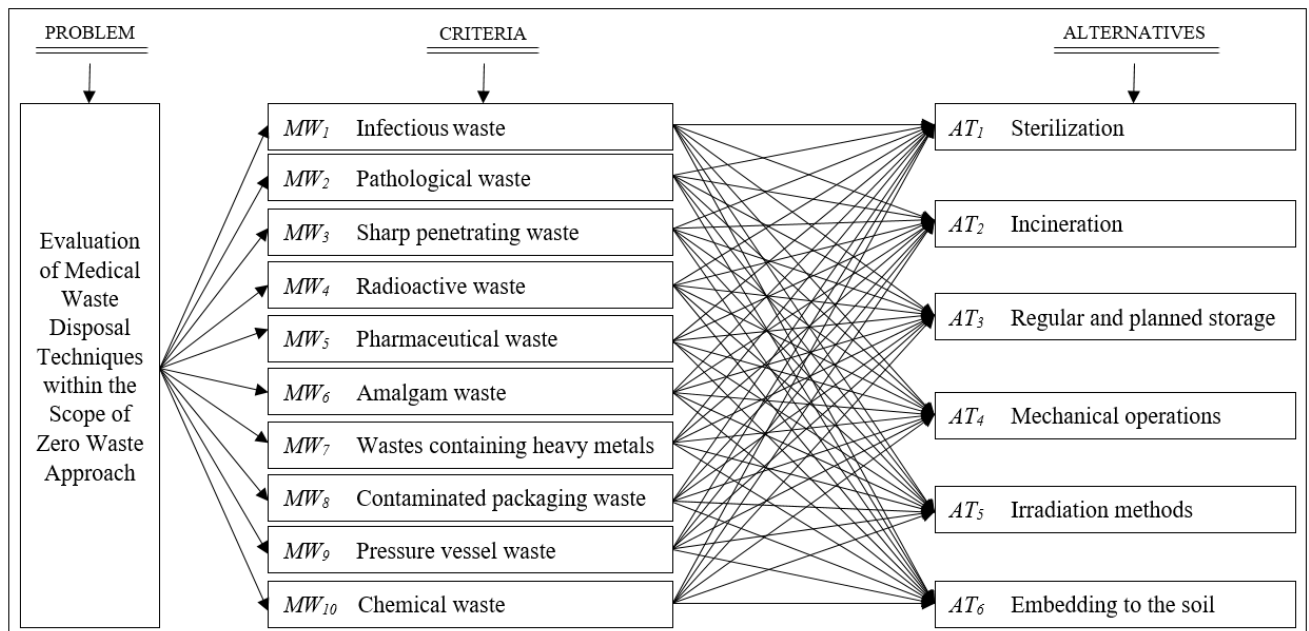 PROBLEM
CRITERIA
ALTERNATIVES
Evaluation
of Medical
Waste
Disposal
Techniques
within the
Scope of
Zero Waste
Approach
MW1 Infectious waste
MW2 Pathological waste
MW3 Sharp penetrating waste
MW4 Radioactive waste
MW5 Pharmaceutical waste
MW6 Amalgam waste
MW7 Wastes containing heavy metals
MW8 Contaminated packaging waste
MW9 Pressure vessel waste
MW10 Chemical waste
AT1 Sterilization
AT2 Incineration
AT3 Regular and planned storage
AT4 Mechanical operations
AT5 Irradiation methods
AT6 Embedding to the soil